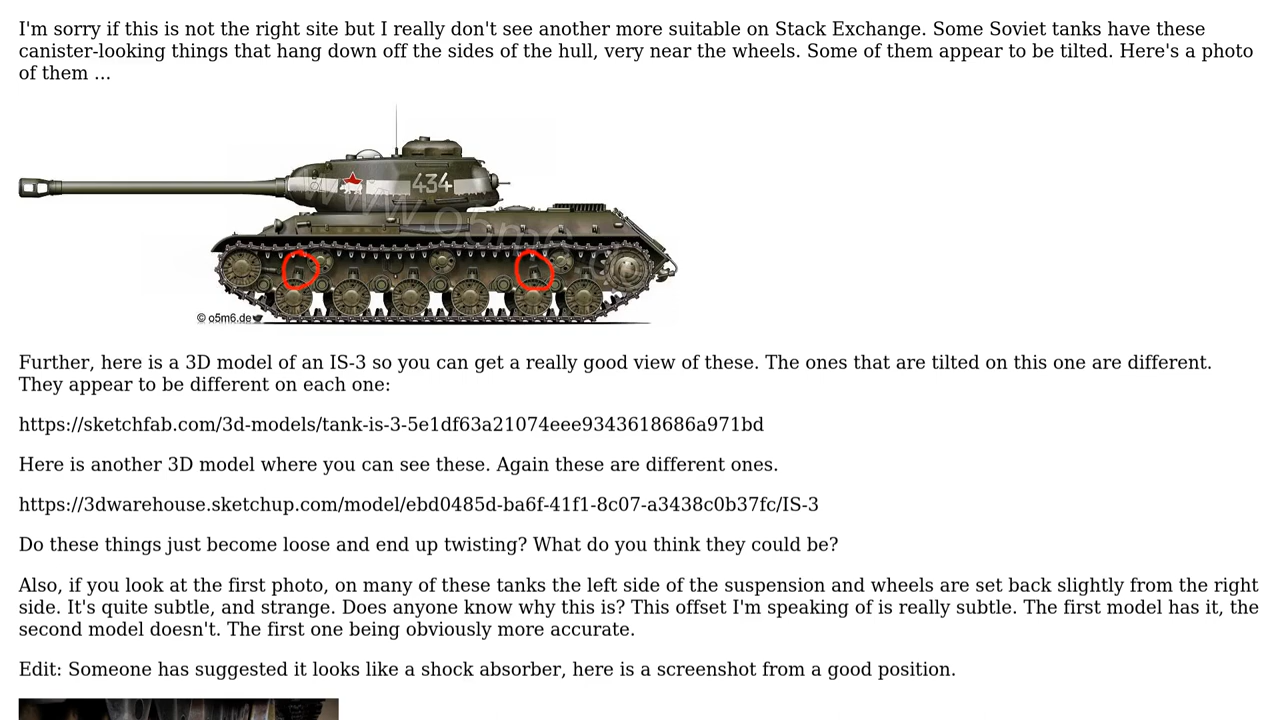 I'm sorry if this is not the right site but I really don't see another more suitable on Stack Exchange. Some Soviet tanks have these
canister-looking things that hang down off the sides of the hull, very near the wheels. Some of them appear to be tilted. Here's a photo
of them ...
434
www.o5m6.de
© o5m6.de
Further, here is a 3D model of an IS-3 so you can get a really good view of these. The ones that are tilted on this one are different.
They appear to be different on each one:
https://sketchfab.com/3d-models/tank-is-3-5e1df63a21074eee9343618686a971bd
Here is another 3D model where you can see these. Again these are different ones.
https://3dwarehouse.sketchup.com/model/ebd0485d-ba6f-41f1-8c07-a3438c0b37fc/IS-3
Do these things just become loose and end up twisting? What do you think they could be?
Also, if you look at the first photo, on many of these tanks the left side of the suspension and wheels are set back slightly from the right
side. It's quite subtle, and strange. Does anyone know why this is? This offset I'm speaking of is really subtle. The first model has it, the
second model doesn't. The first one being obviously more accurate.
Edit: Someone has suggested it looks like a shock absorber, here is a screenshot from a good position.